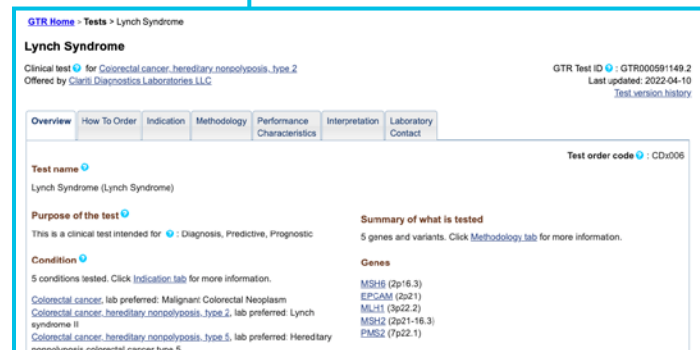 GTR Home > Tests > Lynch Syndrome
Lynch Syndrome
Clinical test for Colorectal cancer, hereditary nonpolyposis, type 2
Offered by Clariti Diagnostics Laboratories LLC
GTR Test ID : GTR000591149.2
Last updated: 2022-04-10
Test version history
Overview
How To Order
Indication
Methodology
Performance Characteristics
Interpretation
Laboratory Contact
Test order code : CDx006
Test name
Lynch Syndrome (Lynch Syndrome)
Purpose of the test
This is a clinical test intended for : Diagnosis, Predictive, Prognostic
Condition
5 conditions tested. Click Indication tab for more information.
Colorectal cancer, lab preferred: Malignant Colorectal Neoplasm
Colorectal cancer, hereditary nonpolyposis, type 2, lab preferred: Lynch
syndrome II
Colorectal cancer, hereditary nonpolyposis, type 5, lab preferred: Hereditary
nonpolyposis colorectal cancer type 5
Summary of what is tested
5 genes and variants. Click Methodology tab for more information.
Genes
MSH6 (2p16.3)
EPCAM (2p21)
MLH1 (3p22.2)
MSH2 (2p21-16.3)
PMS2 (7p22.1)